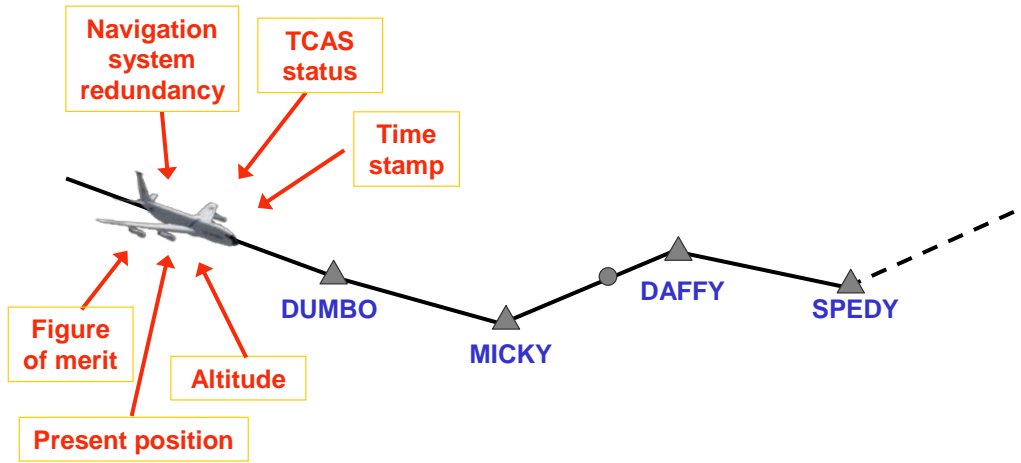 Navigation
system
redundancy
TCAS
status
Time
stamp
DUMBO
MICKY
DAFFY
SPEDY
Figure
of merit
Altitude
Present position